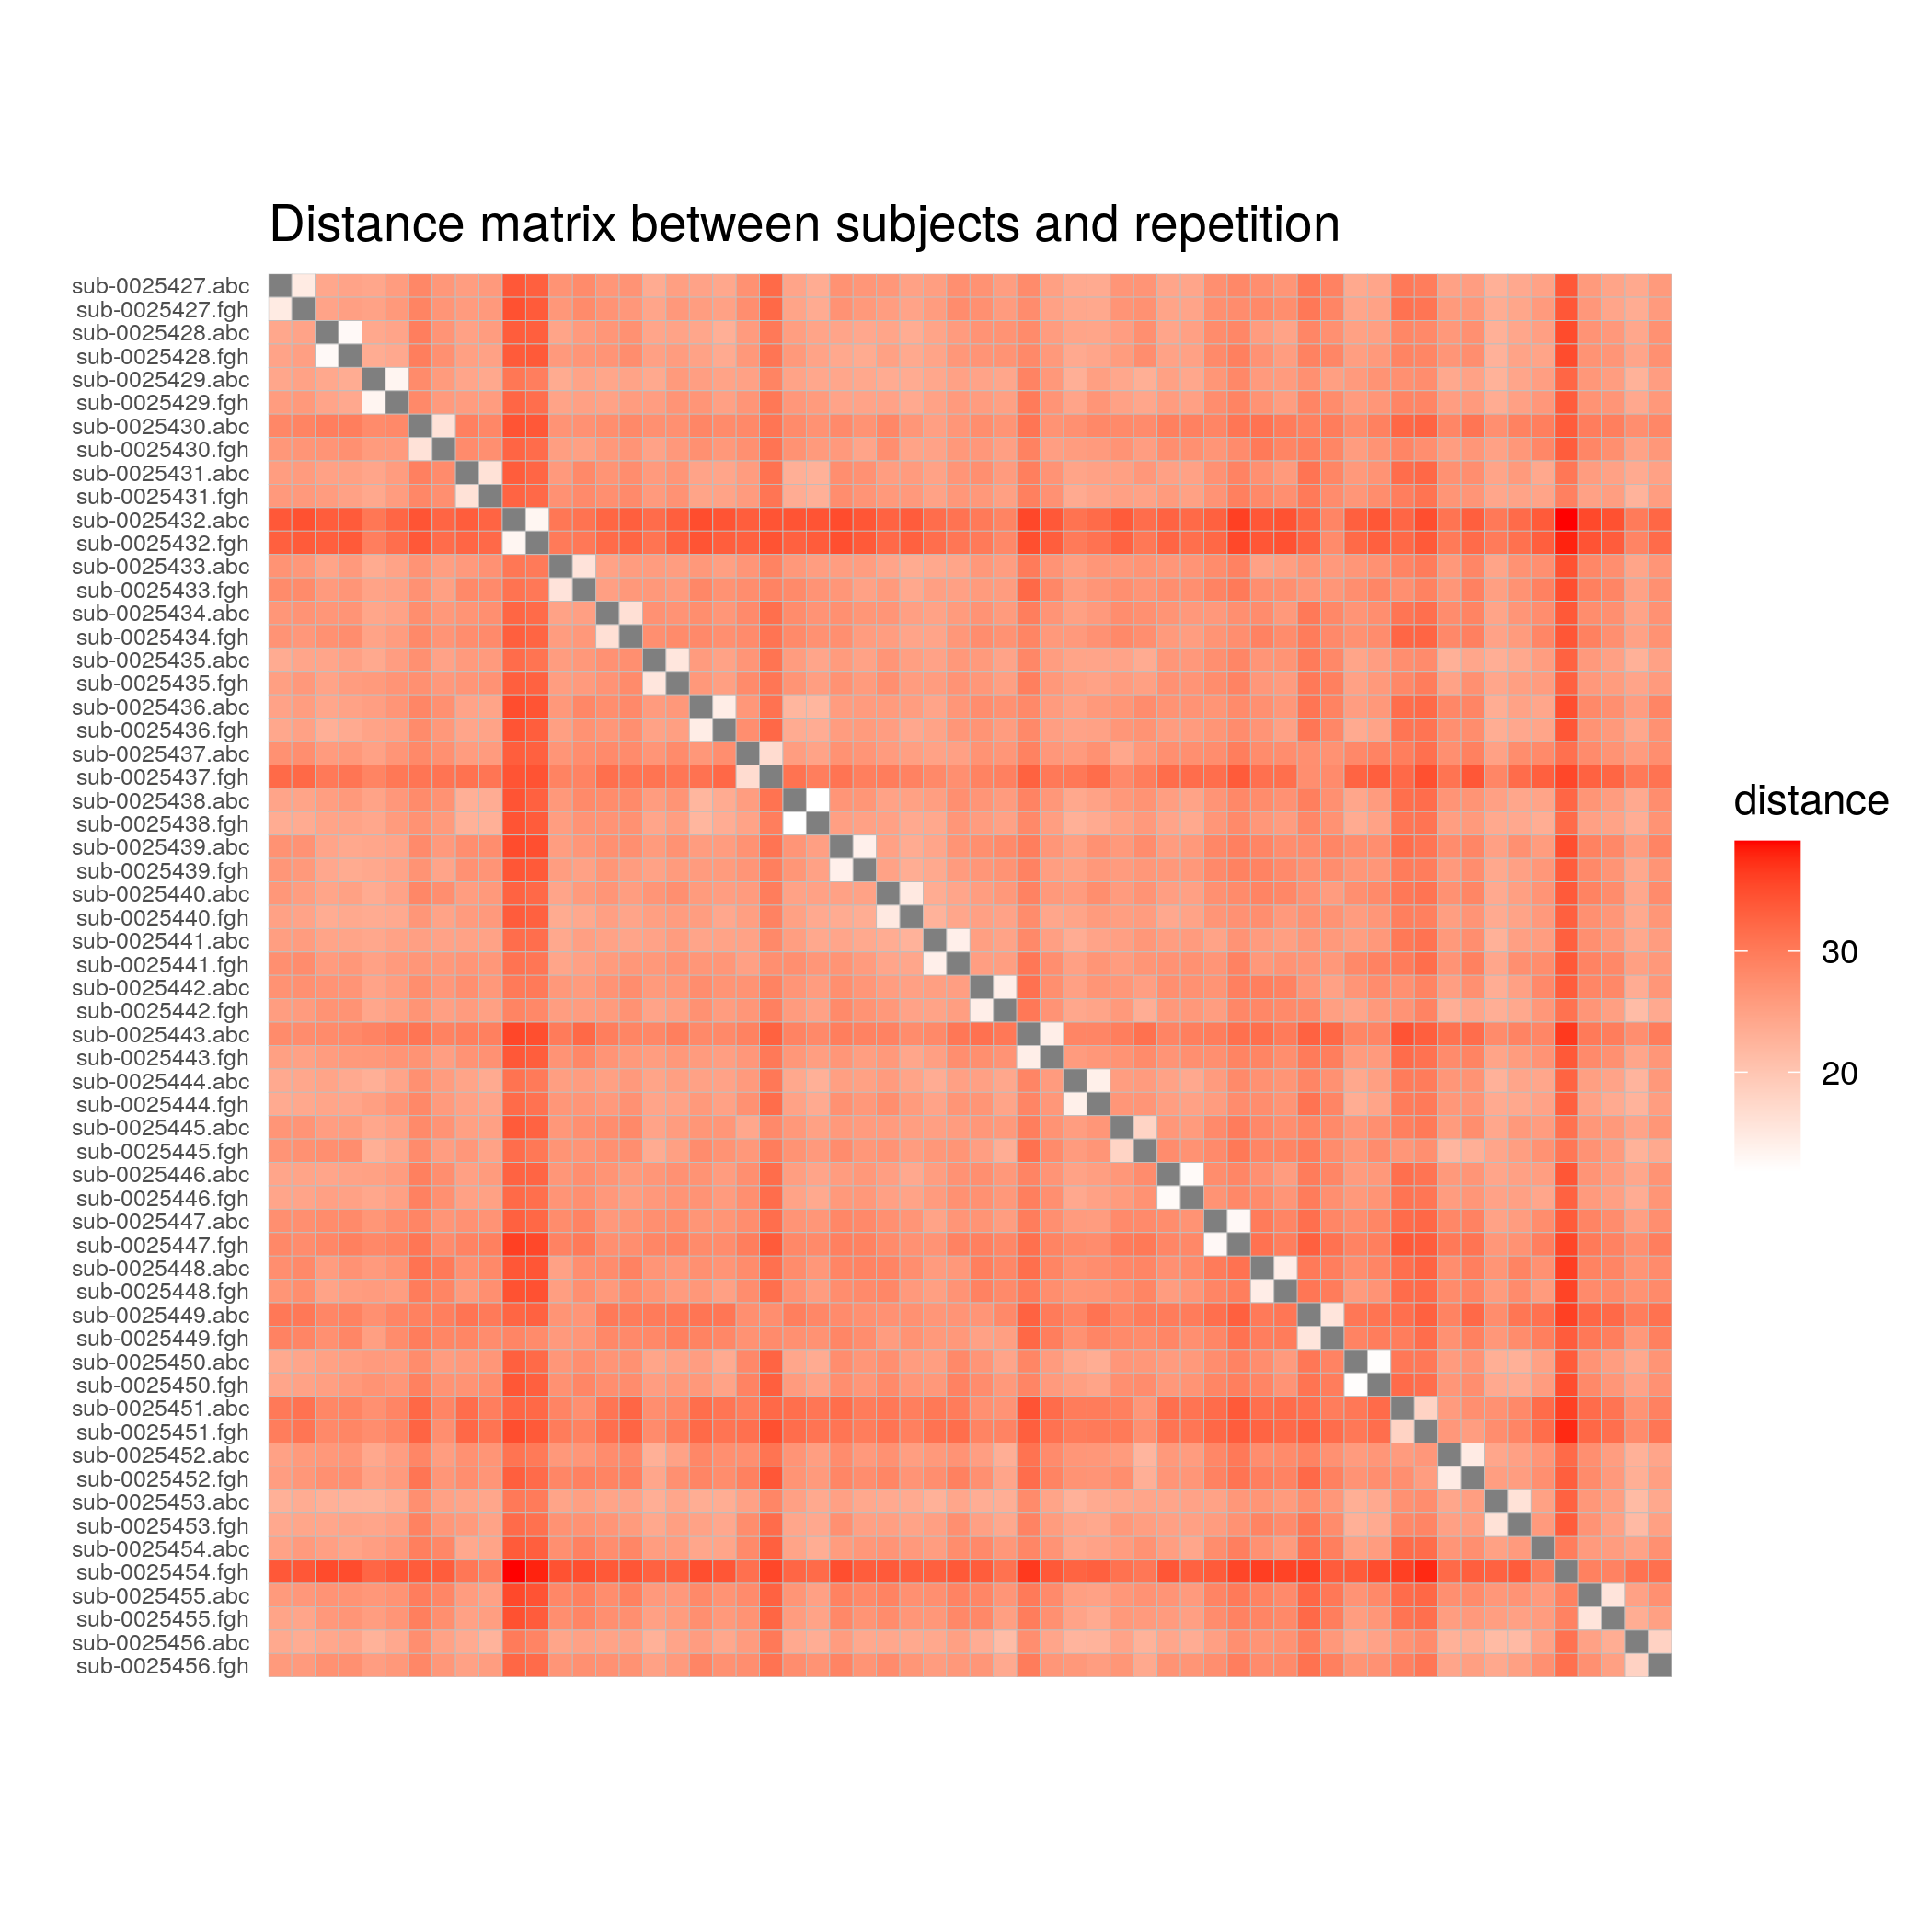 Distance matrix between subjects and repetition
sub-0025427.abc
sub-0025427.fgh
sub-0025428.abc
sub-0025428.fgh
sub-0025429.abc
sub-0025429.fgh
sub-0025430.abc
sub-0025430.fgh
sub-0025431.abc
sub-0025431.fgh
sub-0025432.abc
sub-0025432.fgh
sub-0025433.abc
sub-0025433.fgh
sub-0025434.abc
sub-0025434.fgh
sub-0025435.abc
sub-0025435.fgh
sub-0025436.abc
sub-0025436.fgh
sub-0025437.abc
sub-0025437.fgh
sub-0025438.abc
sub-0025438.fgh
sub-0025439.abc
sub-0025439.fgh
sub-0025440.abc
sub-0025440.fgh
sub-0025441.abc
sub-0025441.fgh
sub-0025442.abc
sub-0025442.fgh
sub-0025443.abc
sub-0025443.fgh
sub-0025444.abc
sub-0025444.fgh
sub-0025445.abc
sub-0025445.fgh
sub-0025446.abc
sub-0025446.fgh
sub-0025447.abc
sub-0025447.fgh
sub-0025448.abc
sub-0025448.fgh
sub-0025449.abc
sub-0025449.fgh
sub-0025450.abc
sub-0025450.fgh
sub-0025451.abc
sub-0025451.fgh
sub-0025452.abc
sub-0025452.fgh
sub-0025453.abc
sub-0025453.fgh
sub-0025454.abc
sub-0025454.fgh
sub-0025455.abc
sub-0025455.fgh
sub-0025456.abc
sub-0025456.fgh
distance
30
20